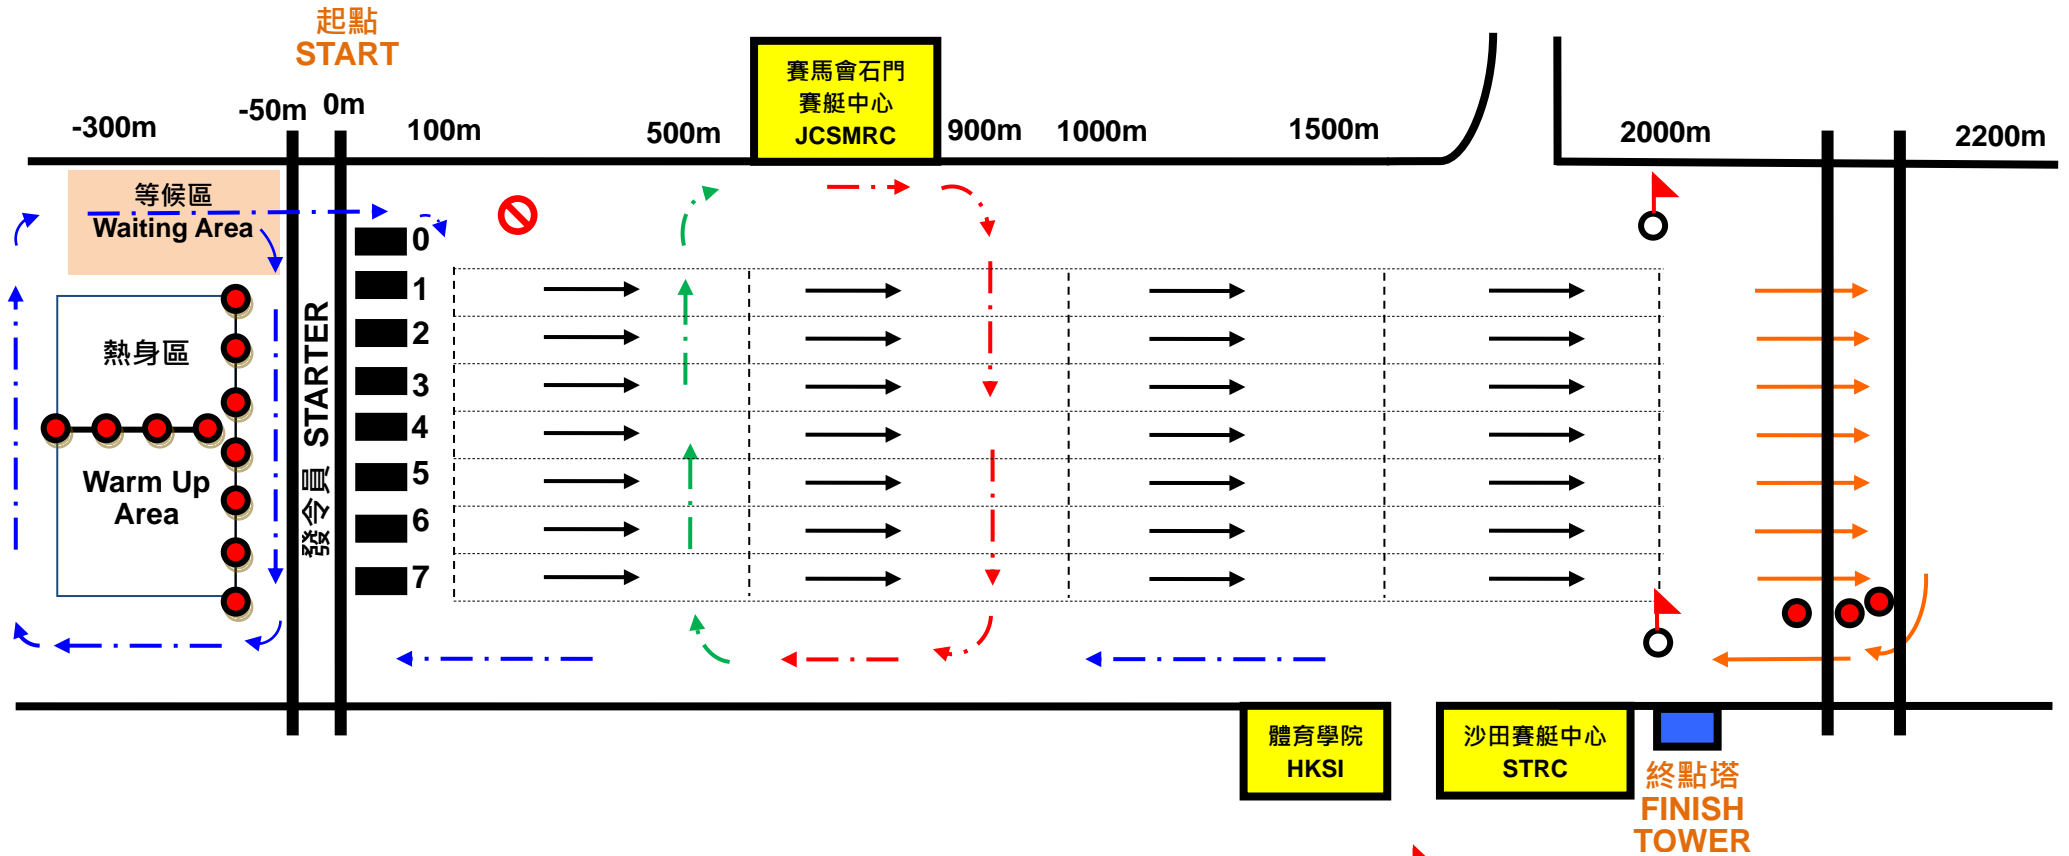 起點
START
-300m
-50m
0m
100m
500m
賽馬會石門
賽艇中心
JCSMRC
900m
1000m
1500m
2000m
2200m
等候區
Waiting Area
熱身區
Warm Up
Area
發令員 STARTER
0
1
2
3
4
5
6
7
體育學院
HKSI
沙田賽艇中心
STRC
終點塔
FINISH
TOWER